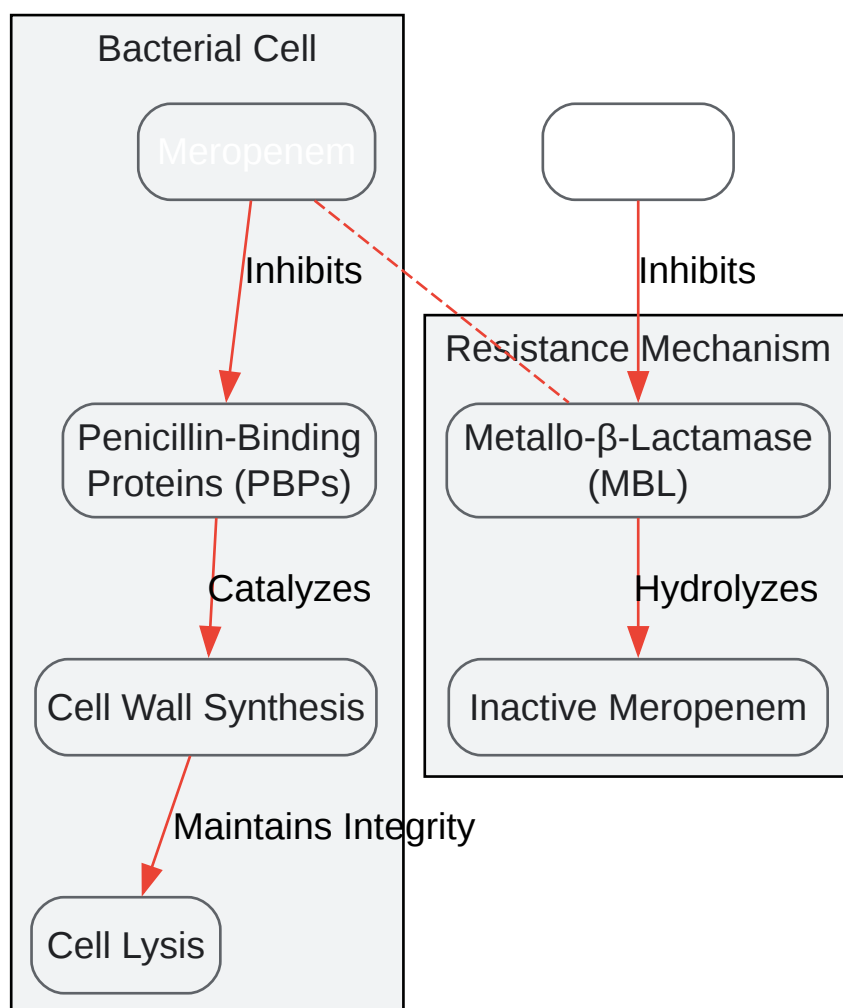 Bacterial Cell
Meropenem
Inhibits
Inhibits
Resistance Mechanism
Penicillin-Binding
Proteins (PBPs)
Metallo-β-Lactamase
(MBL)
Catalyzes
Hydrolyzes
Cell Wall Synthesis
Inactive Meropenem
Maintains Integrity
Cell Lysis